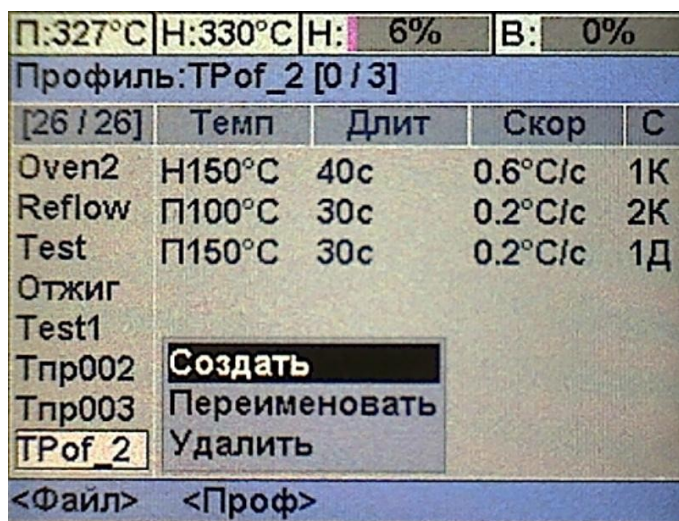 П:327°C Н:330°C Н: 6% В: 0%
Профиль:TPof_2 [0 / 3]
[26 / 26] Темп Длит Скор С
Oven2 Н150°C 40с 0.6°C/с 1К
Reflow П100°C 30с 0.2°C/с 2К
Test П150°C 30с 0.2°C/с 1Д
Отжиг
Test1
Тпр002 Создать
Тпр003 Переименовать
TPof_2 Удалить
<Файл> <Проф>